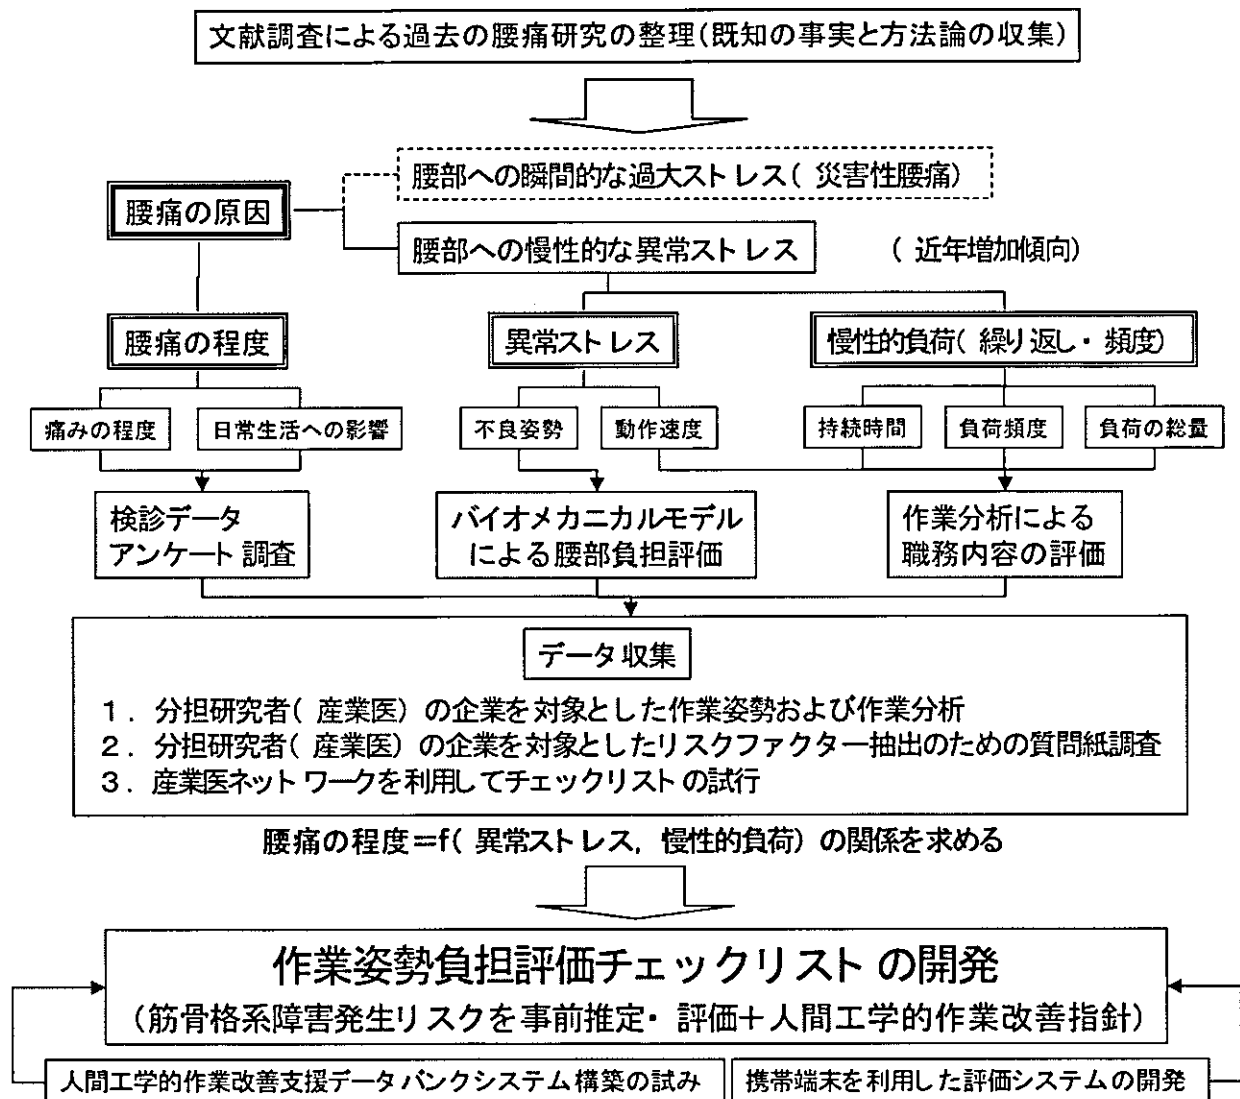 文献調査による過去の腰痛研究の整理(既知の事実と方法論の収集)
腰部への瞬間的な過大ストレス(災害性腰痛)
腰痛の原因
腰部への慢性的な異常ストレス
(近年増加傾向)
腰痛の程度
異常ストレス
慢性的負荷(繰り返し・頻度)
痛みの程度
日常生活への影響
不良姿勢
動作速度
持続時間
負荷頻度
負荷の総量
検診データ
アンケート調査
バイオメカニカルモデル
による腰部負担評価
作業分析による
職務内容の評価
データ収集
1.分担研究者(産業医)の企業を対象とした作業姿勢および作業分析
2.分担研究者(産業医)の企業を対象としたリスクファクター抽出のための質問紙調査
3.産業医ネットワークを利用してチェックリストの試行
腰痛の程度=f(異常ストレス, 慢性的負荷)の関係を求める
作業姿勢負担評価チェックリストの開発
(筋骨格系障害発生リスクを事前推定・評価+人間工学的作業改善指針)
人間工学的作業改善支援データバンクシステム構築の試み
携帯端末を利用した評価システムの開発